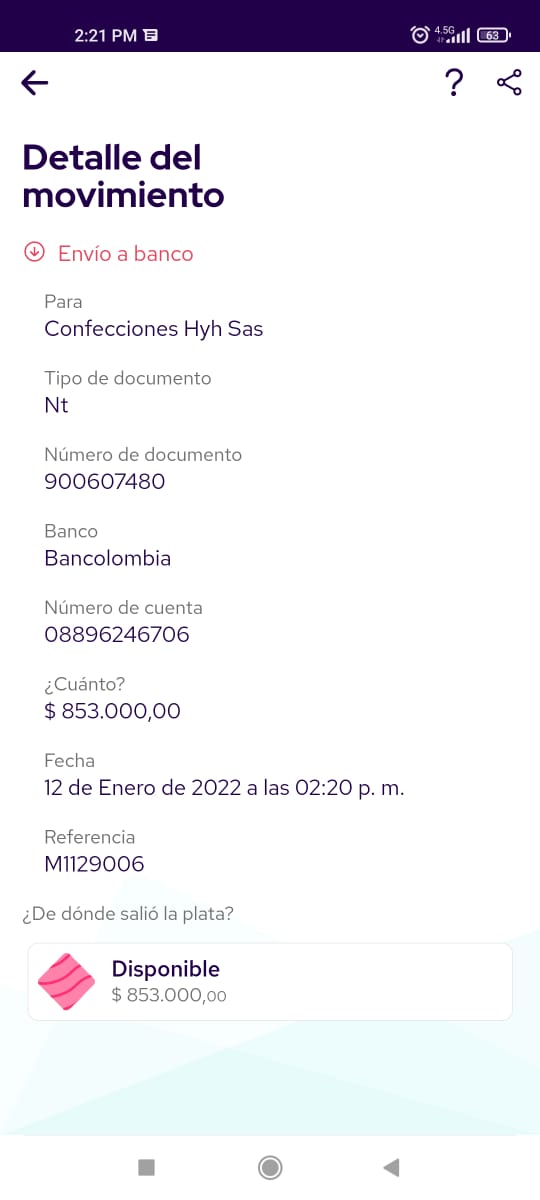 2:21 PM
4.5G
63
Detalle del
movimiento
Envío a banco
Para
Confecciones Hyh Sas
Tipo de documento
Nt
Número de documento
900607480
Banco
Bancolombia
Número de cuenta
08896246706
¿Cuánto?
$ 853.000,00
Fecha
12 de Enero de 2022 a las 02:20 p. m.
Referencia
M1129006
¿De dónde salió la plata?
Disponible
$ 853.000,00